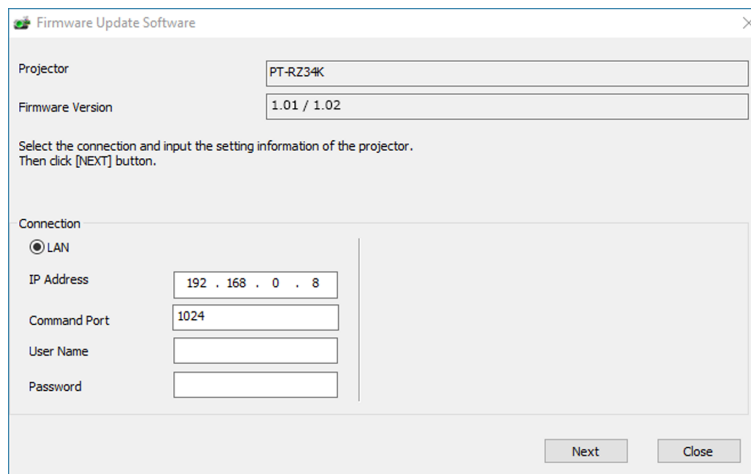 Firmware Update Software
Projector PT-RZ34K
Firmware Version 1.01 / 1.02
Select the connection and input the setting information of the projector.
Then click [NEXT] button.
Connection
LAN
IP Address 192 . 168 . 0 . 8
Command Port 1024
User Name
Password
Next Close